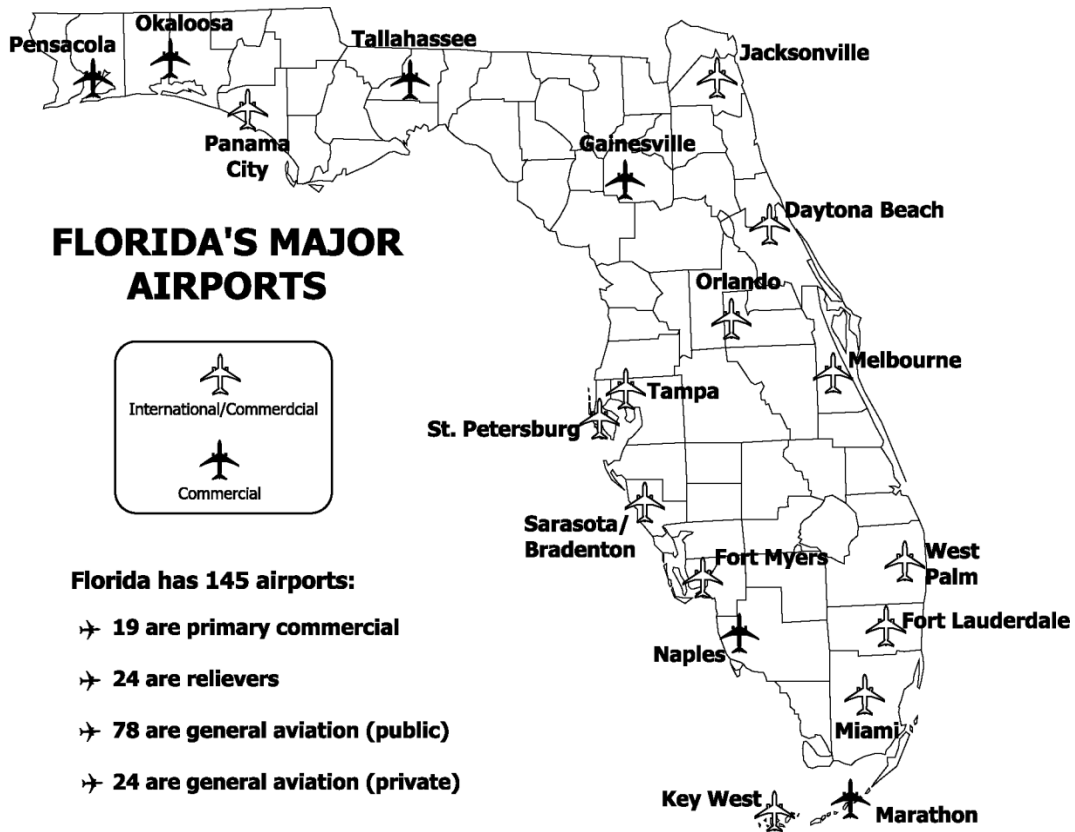 Okaloosa
Pensacola
Tallahassee
Jacksonville
Panama
City
Gainesville
Daytona Beach
FLORIDA'S MAJOR
AIRPORTS
Orlando
International/Commerdcial
Melbourne
Tampa
St. Petersburg
Commercial
Sarasota/
Bradenton
Fort Myers
West
Palm
Florida has 145 airports:
19 are primary commercial
Fort Lauderdale
Naples
24 are relievers
78 are general aviation (public)
Miami
24 are general aviation (private)
Key West
Marathon